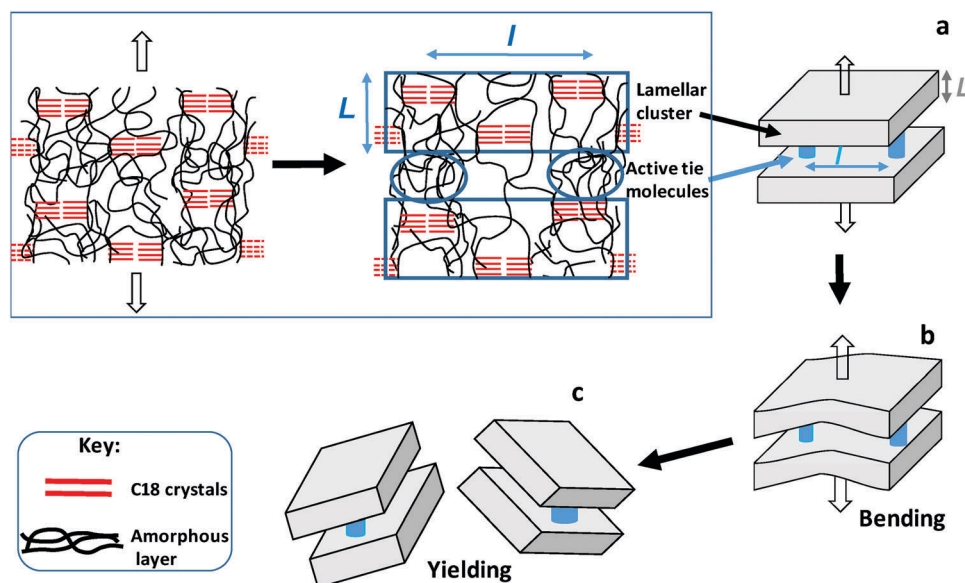 a
l
L
Lamellar
cluster
L
l
Active tie
molecules
b
c
Key:
C18 crystals
Amorphous
layer
Bending
Yielding